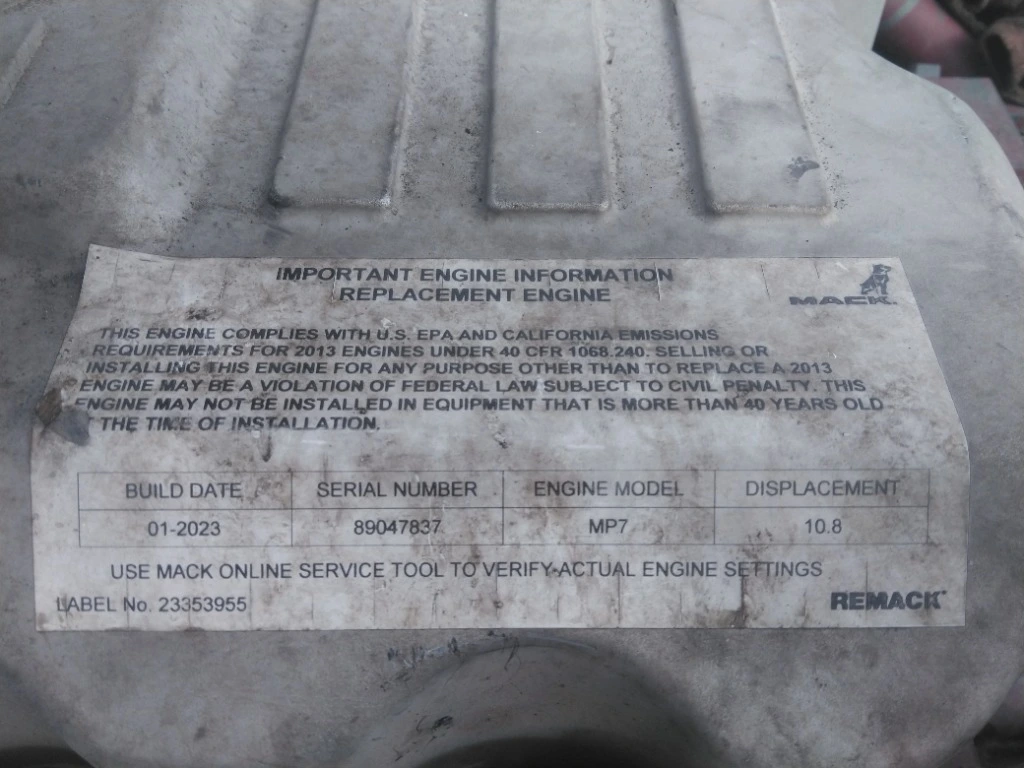 IMPORTANT ENGINE INFORMATION
REPLACEMENT ENGINE
MACK
THIS ENGINE COMPLIES WITH U.S. EPA AND CALIFORNIA EMISSIONS
REQUIREMENTS FOR 2013 ENGINES UNDER 40 CFR 1068.240. SELLING OR
INSTALLING THIS ENGINE FOR ANY PURPOSE OTHER THAN TO REPLACE A 2013
ENGINE MAY BE A VIOLATION OF FEDERAL LAW SUBJECT TO CIVIL PENALTY. THIS
ENGINE MAY NOT BE INSTALLED IN EQUIPMENT THAT IS MORE THAN 40 YEARS OLD
THE TIME OF INSTALLATION.
BUILD DATE SERIAL NUMBER ENGINE MODEL DISPLACEMENT
01-2023 89047837 MP7 10.8
USE MACK ONLINE SERVICE TOOL TO VERIFY ACTUAL ENGINE SETTINGS
LABEL No. 23353955
REMACK